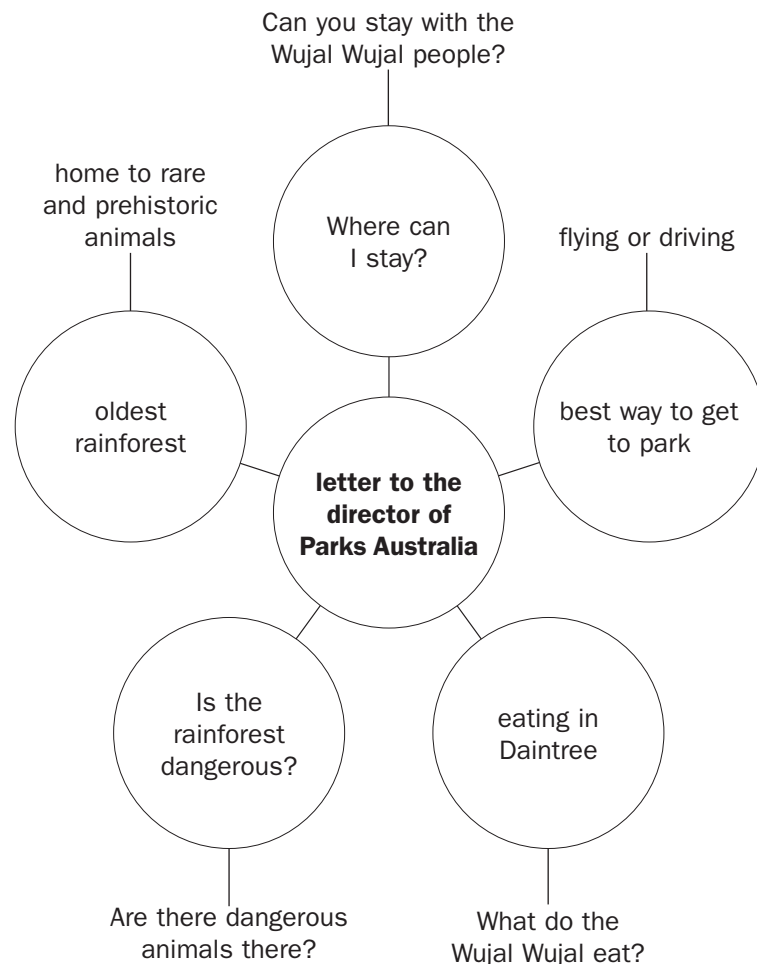 Can you stay with the
Wujal Wujal people?
Where can
I stay?
home to rare
and prehistoric
animals
oldest
rainforest
flying or driving
best way to get
to park
letter to the
director of
Parks Australia
Is the
rainforest
dangerous?
Are there dangerous
animals there?
eating in
Daintree
What do the
Wujal Wujal eat?